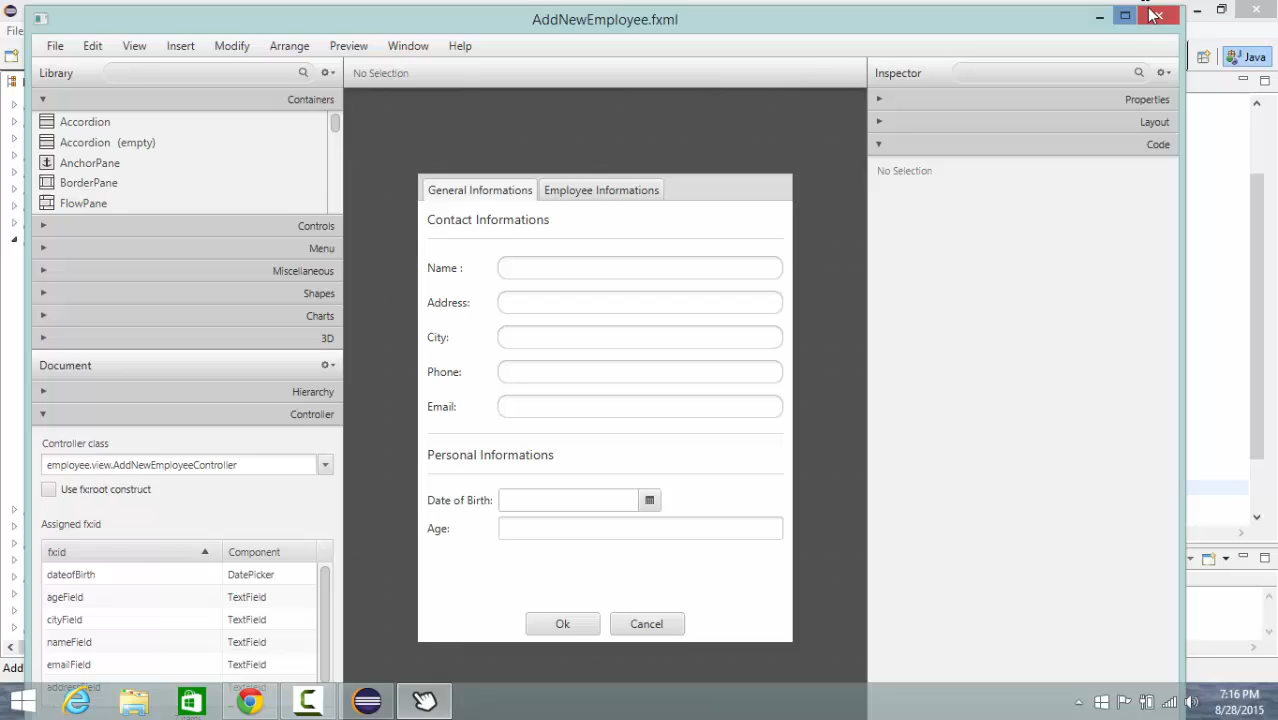 AddNewEmployee.fxml
File
File Edit View Insert Modify Arrange Preview Window Help
Java
Library
No Selection
Inspector
Containers
Properties
Accordion
Accordion (empty)
Layout
AnchorPane
Code
BorderPane
No Selection
FlowPane
General Informations
Employee Informations
Controls
Contact Informations
Menu
Miscellaneous
Name :
Shapes
Address:
Charts
3D
City:
Document
Phone:
Hierarchy
Email:
Controller
Controller class
Personal Informations
employee.view.AddNewEmployeeController
Use fx:root construct
Date of Birth:
Assigned fx:id
Age:
fx:id Component
dateofBirth DatePicker
ageField TextField
cityField TextField
Ok Cancel
nameField TextField
emailField TextField
Add
addressField TextField
7:16 PM
8/28/2015